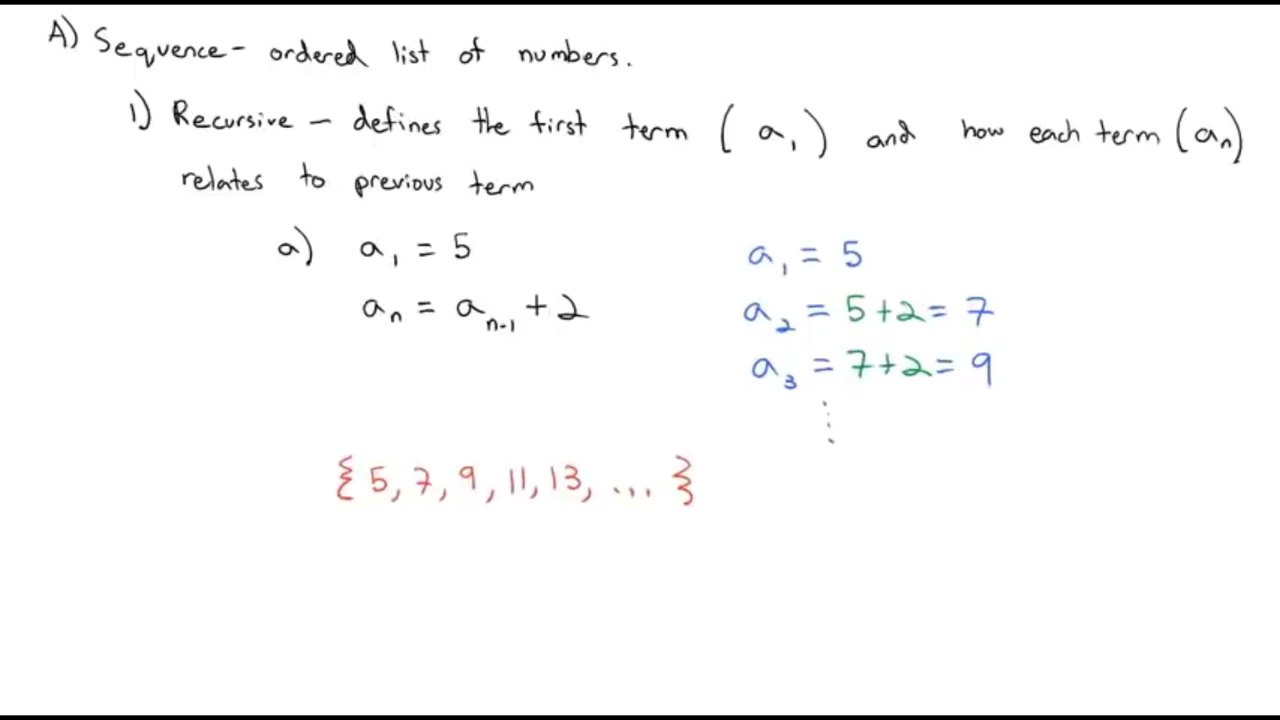 A) Sequence - ordered list of numbers.
1) Recursive - defines the first term (a₁) and how each term (aₙ)
relates to previous term
a) a₁ = 5
aₙ = aₙ₋₁ + 2
a₁ = 5
a₂ = 5+2 = 7
a₃ = 7+2 = 9
⋮
{5, 7, 9, 11, 13, ... }